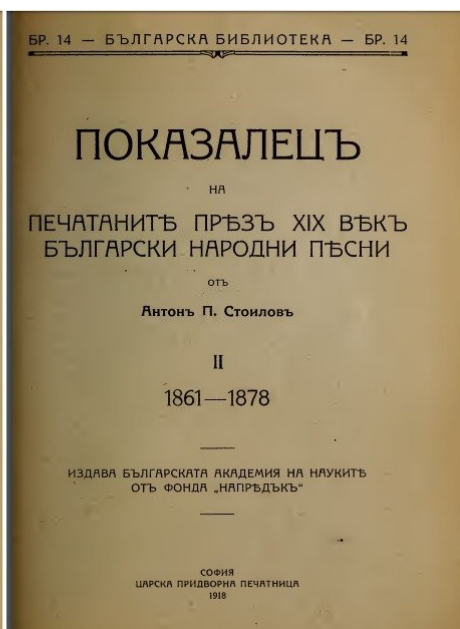 БР. 14 — БЪЛГАРСКА БИБЛИОТЕКА — БР. 14
ПОКАЗАЛЕЦЪ
НА
ПЕЧАТАНИТѢ ПРѢЗЪ XIX ВѢКЪ
БЪЛГАРСКИ НАРОДНИ ПѢСНИ
ОТЪ
Антонъ П. Стоиловъ
II
1861—1878
ИЗДАВА БЪЛГАРСКАТА АКАДЕМИЯ НА НАУКИТѢ
ОТЪ ФОНДА „НАПРѢДЪКЪ“
СОФИЯ
ЦАРСКА ПРИДВОРНА ПЕЧАТНИЦА
1918